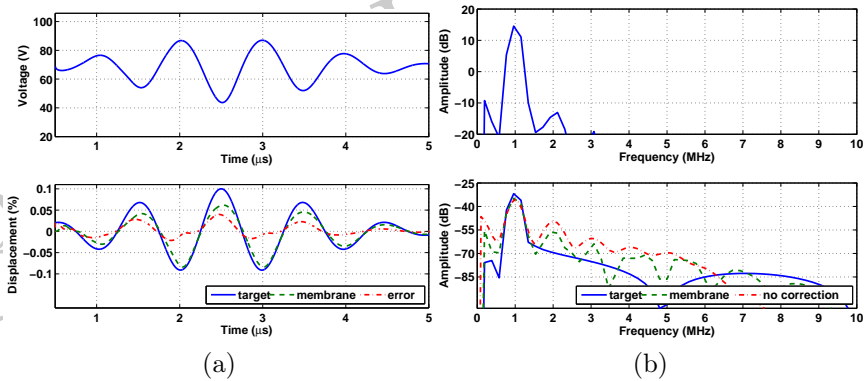 100
80
60
40
20
Voltage (V)
1 2 3 4 5
Time (μs)
20
10
0
−10
−20
Amplitude (dB)
0 1 2 3 4 5 6 7 8 9 10
Frequency (MHz)
0.1
0.05
0
−0.05
−0.1
Displacement (%)
target membrane error
1 2 3 4 5
Time (μs)
−25
−45
−65
−85
Amplitude (dB)
target membrane no correction
0 1 2 3 4 5 6 7 8 9 10
Frequency (MHz)
(a)
(b)